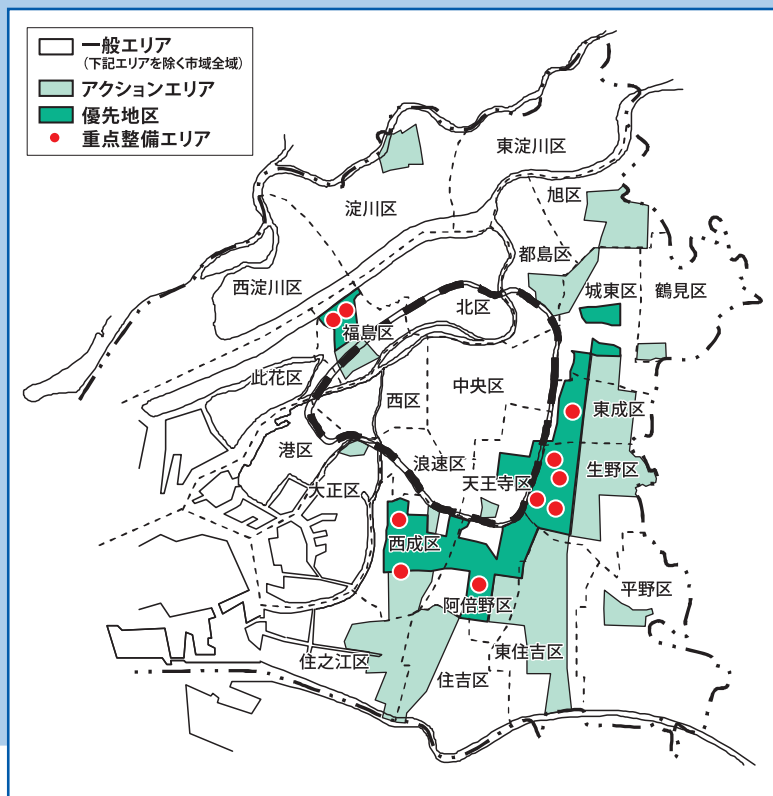 一般エリア
(下記エリアを除く市域全域)
アクションエリア
優先地区
重点整備エリア
東淀川区
旭区
淀川区
都島区
西淀川区
城東区
鶴見区
北区
福島区
此花区
西区
中央区
東成区
港区
浪速区
生野区
天王寺区
大正区
西成区
平野区
阿倍野区
東住吉区
住之江区
住吉区